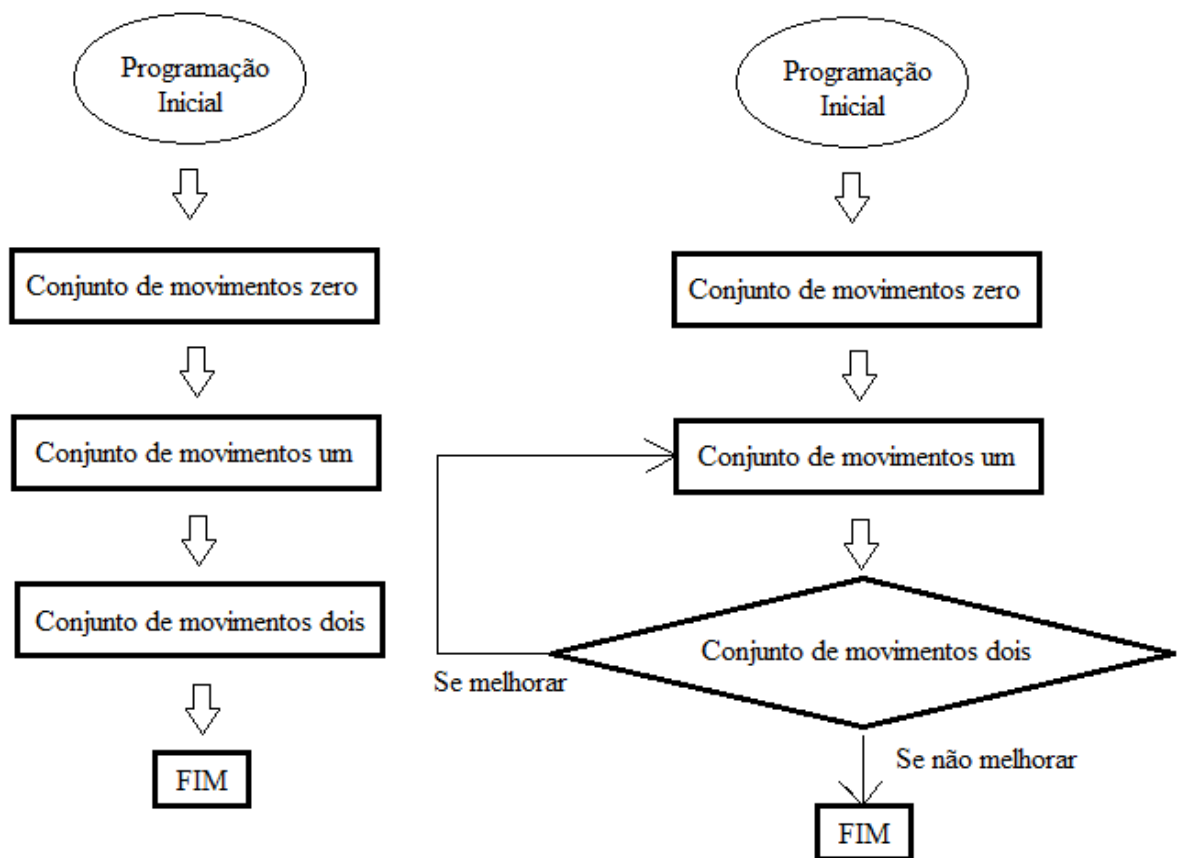 Programação
Inicial
Conjunto de movimentos zero
Conjunto de movimentos um
Conjunto de movimentos dois
FIM
Programação
Inicial
Conjunto de movimentos zero
Conjunto de movimentos um
Conjunto de movimentos dois
Se melhorar
Se não melhorar
FIM